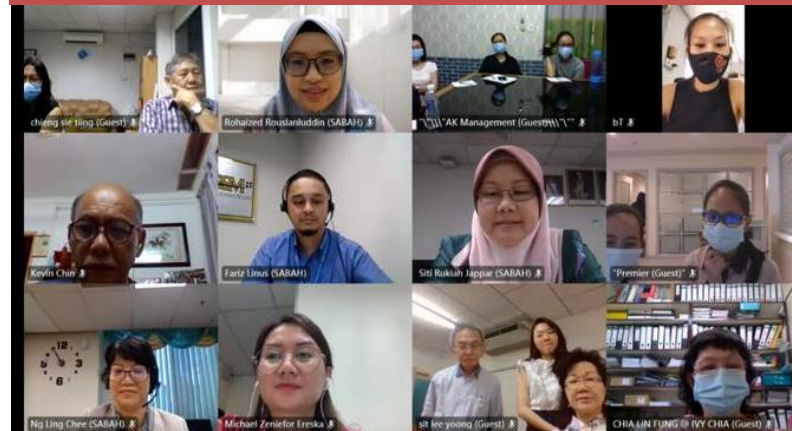 chieng sie tiing (Guest)
Rohaized Rouslanluddin (SABAH)
AK Management (Guest)
bT
Kevin Chin
Fariz Linus (SABAH)
Siti Rukiah Jappar (SABAH)
"Premier (Guest)"
Ng Ling Chee (SABAH)
Michael Zeniefor Ereska
sit lee yoong (Guest)
CHIA LIN FUNG @ IVY CHIA (Guest)